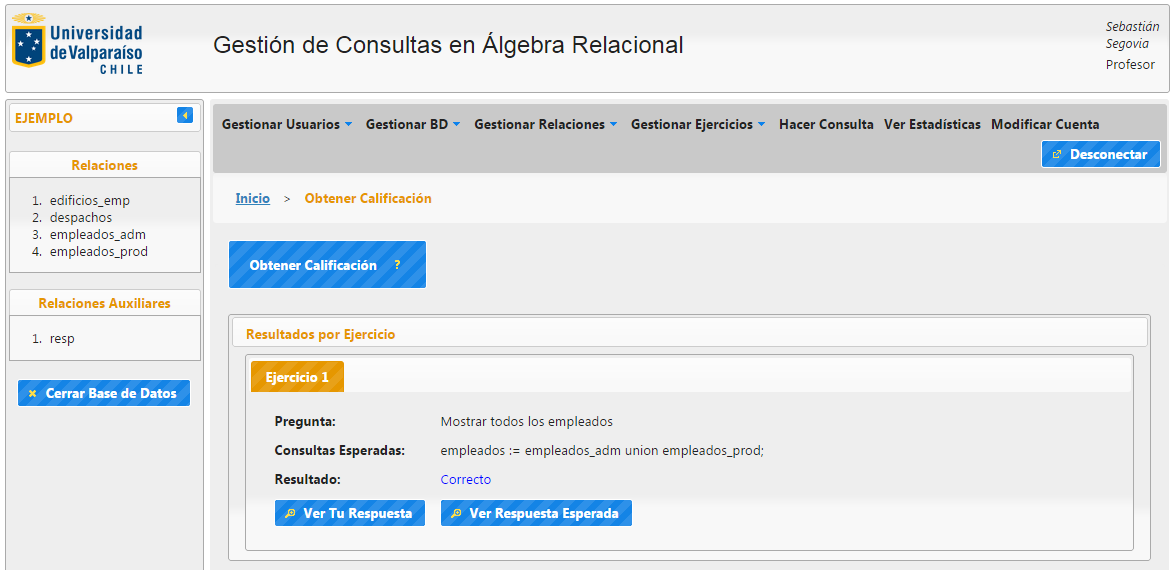 Universidad
de Valparaíso
CHILE
Gestión de Consultas en Álgebra Relacional
Sebastián
Segovia
Profesor
EJEMPLO
Relaciones
1. edificios_emp
2. despachos
3. empleados_adm
4. empleados_prod
Relaciones Auxiliares
1. resp
Cerrar Base de Datos
Gestionar Usuarios Gestionar BD Gestionar Relaciones Gestionar Ejercicios Hacer Consulta Ver Estadísticas Modificar Cuenta
Desconectar
Inicio > Obtener Calificación
Obtener Calificación ?
Resultados por Ejercicio
Ejercicio 1
Pregunta: Mostrar todos los empleados
Consultas Esperadas: empleados := empleados_adm union empleados_prod;
Resultado: Correcto
Ver Tu Respuesta Ver Respuesta Esperada